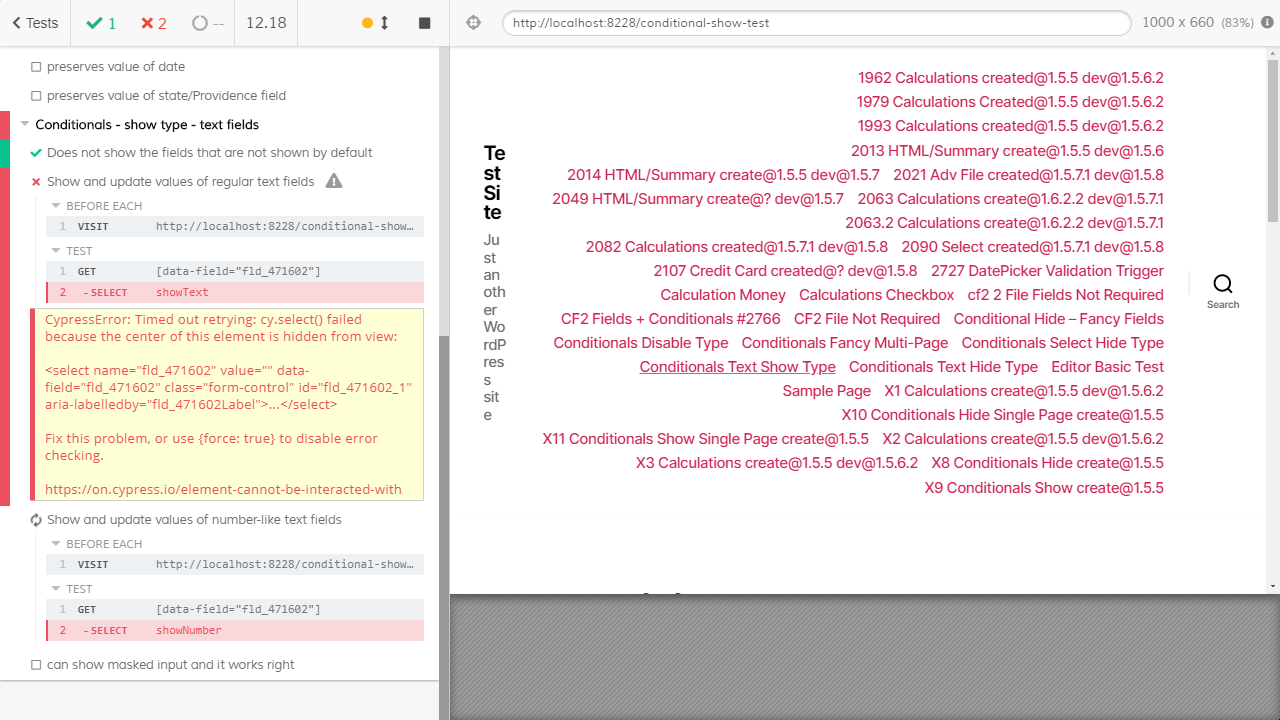 Tests
1
2
--
12.18
http://localhost:8228/conditional-show-test
1000 x 660 (83%)
preserves value of date
preserves value of state/Providence field
Conditionals - show type - text fields
Does not show the fields that are not shown by default
Show and update values of regular text fields
BEFORE EACH
1 VISIT http://localhost:8228/conditional-show…
TEST
1 GET [data-field="fld_471602"]
2 - SELECT showText
CypressError: Timed out retrying: cy.select() failed
because the center of this element is hidden from view:
<select name="fld_471602" value="" data-
field="fld_471602" class="form-control" id="fld_471602_1"
aria-labelledby="fld_471602Label">...</select>
Fix this problem, or use {force: true} to disable error
checking.
https://on.cypress.io/element-cannot-be-interacted-with
Show and update values of number-like text fields
BEFORE EACH
1 VISIT http://localhost:8228/conditional-show…
TEST
1 GET [data-field="fld_471602"]
2 - SELECT showNumber
can show masked input and it works right
Te
st
Si
te
Ju
st
an
oth
er
Wo
rdP
res
s
sit
e
1962 Calculations created@1.5.5 dev@1.5.6.2
1979 Calculations Created@1.5.5 dev@1.5.6.2
1993 Calculations created@1.5.5 dev@1.5.6.2
2013 HTML/Summary create@1.5.5 dev@1.5.6
2014 HTML/Summary create@1.5.5 dev@1.5.7 2021 Adv File created@1.5.7.1 dev@1.5.8
2049 HTML/Summary create@? dev@1.5.7 2063 Calculations create@1.6.2.2 dev@1.5.7.1
2063.2 Calculations create@1.6.2.2 dev@1.5.7.1
2082 Calculations created@1.5.7.1 dev@1.5.8 2090 Select created@1.5.7.1 dev@1.5.8
2107 Credit Card created@? dev@1.5.8 2727 DatePicker Validation Trigger
Calculation Money Calculations Checkbox cf2 2 File Fields Not Required
CF2 Fields + Conditionals #2766 CF2 File Not Required Conditional Hide – Fancy Fields
Conditionals Disable Type Conditionals Fancy Multi-Page Conditionals Select Hide Type
Conditionals Text Show Type Conditionals Text Hide Type Editor Basic Test
Sample Page X1 Calculations create@1.5.5 dev@1.5.6.2
X10 Conditionals Hide Single Page create@1.5.5
X11 Conditionals Show Single Page create@1.5.5 X2 Calculations create@1.5.5 dev@1.5.6.2
X3 Calculations create@1.5.5 dev@1.5.6.2 X8 Conditionals Hide create@1.5.5
X9 Conditionals Show create@1.5.5
Search